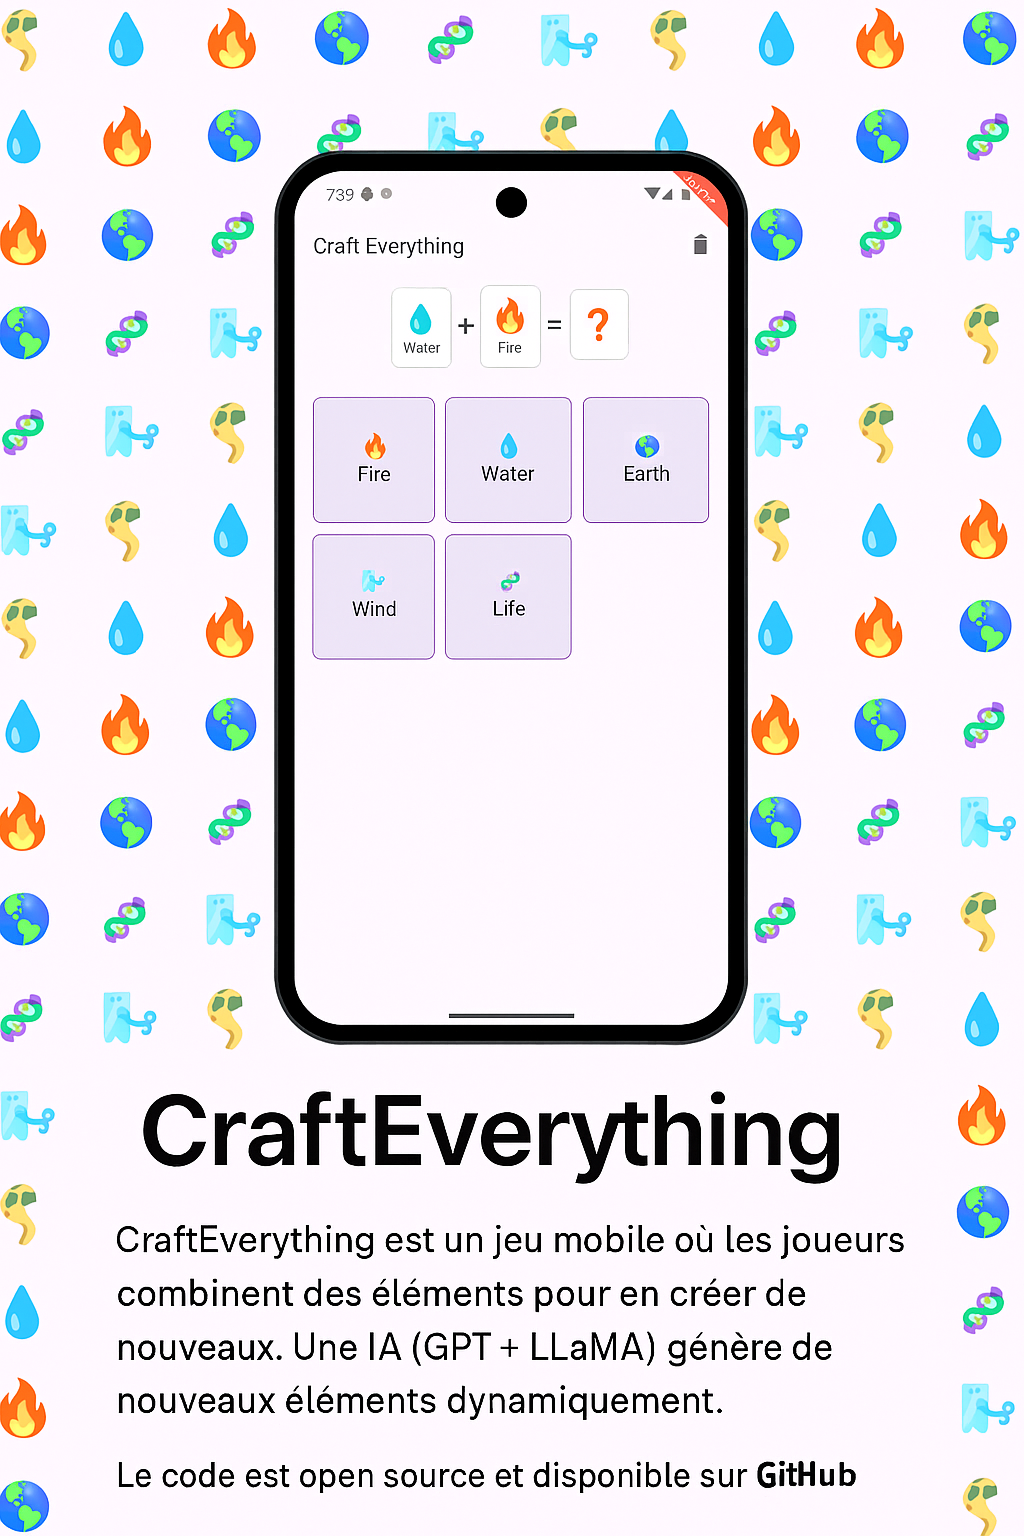 739
Craft Everything
Water + Fire = ?
Fire Water Earth
Wind Life
CraftEverything
CraftEverything est un jeu mobile où les joueurs
combinent des éléments pour en créer de
nouveaux. Une IA (GPT + LLaMA) génère de
nouveaux éléments dynamiquement.
Le code est open source et disponible sur GitHub